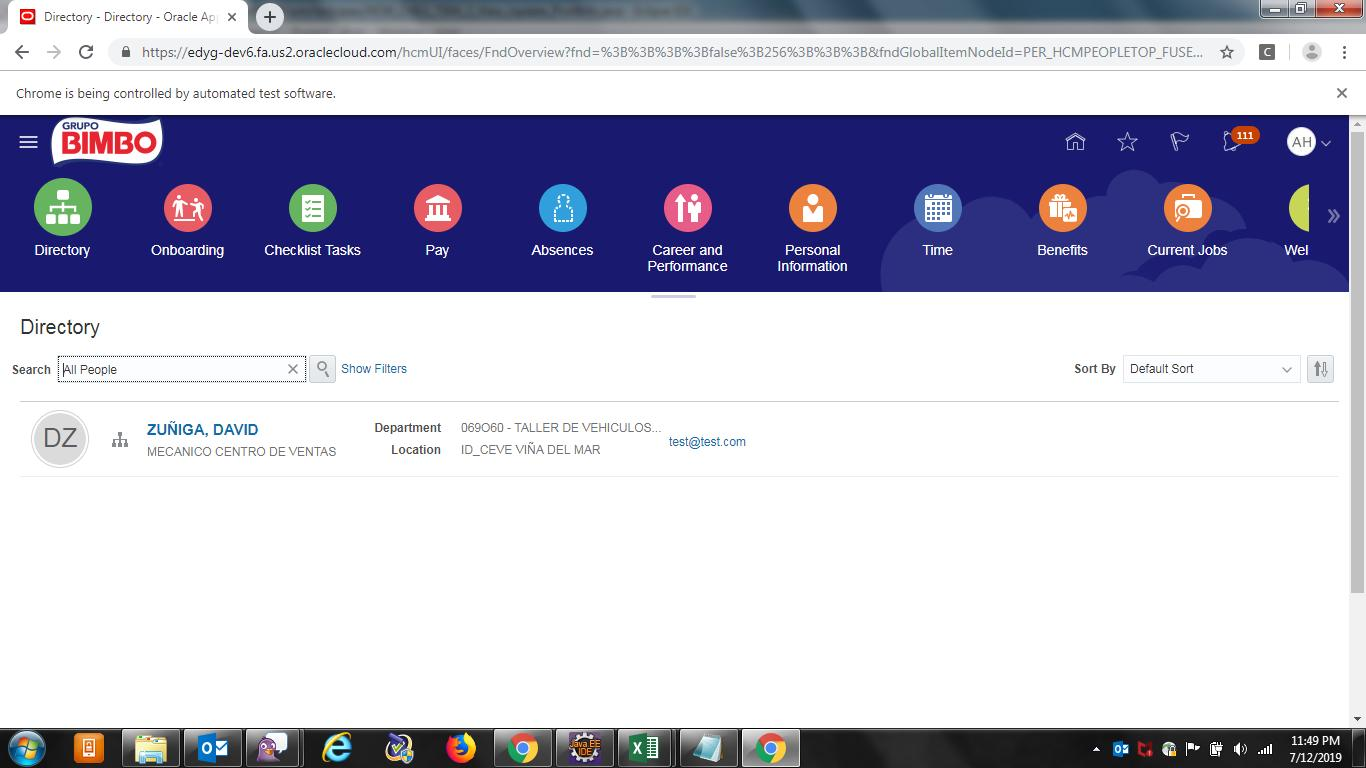 Directory - Directory - Oracle Ap
https://edyg-dev6.fa.us2.oraclecloud.com/hcmUI/faces/FndOverview?fnd=%3B%3B%3B%3Bfalse%3B256%3B%3B%3B&fndGlobalItemNodeId=PER_HCMPEOPLETOP_FUSE...
C
Chrome is being controlled by automated test software.
GRUPO
BIMBO
111
AH
Directory
Onboarding
Checklist Tasks
Pay
Absences
Career and
Performance
Personal
Information
Time
Benefits
Current Jobs
Wel
Directory
Search
All People
Show Filters
Sort By
Default Sort
DZ
ZUÑIGA, DAVID
MECANICO CENTRO DE VENTAS
Department
069O60 - TALLER DE VEHICULOS...
Location
ID_CEVE VIÑA DEL MAR
test@test.com
Java EE
IDE
11:49 PM
7/12/2019